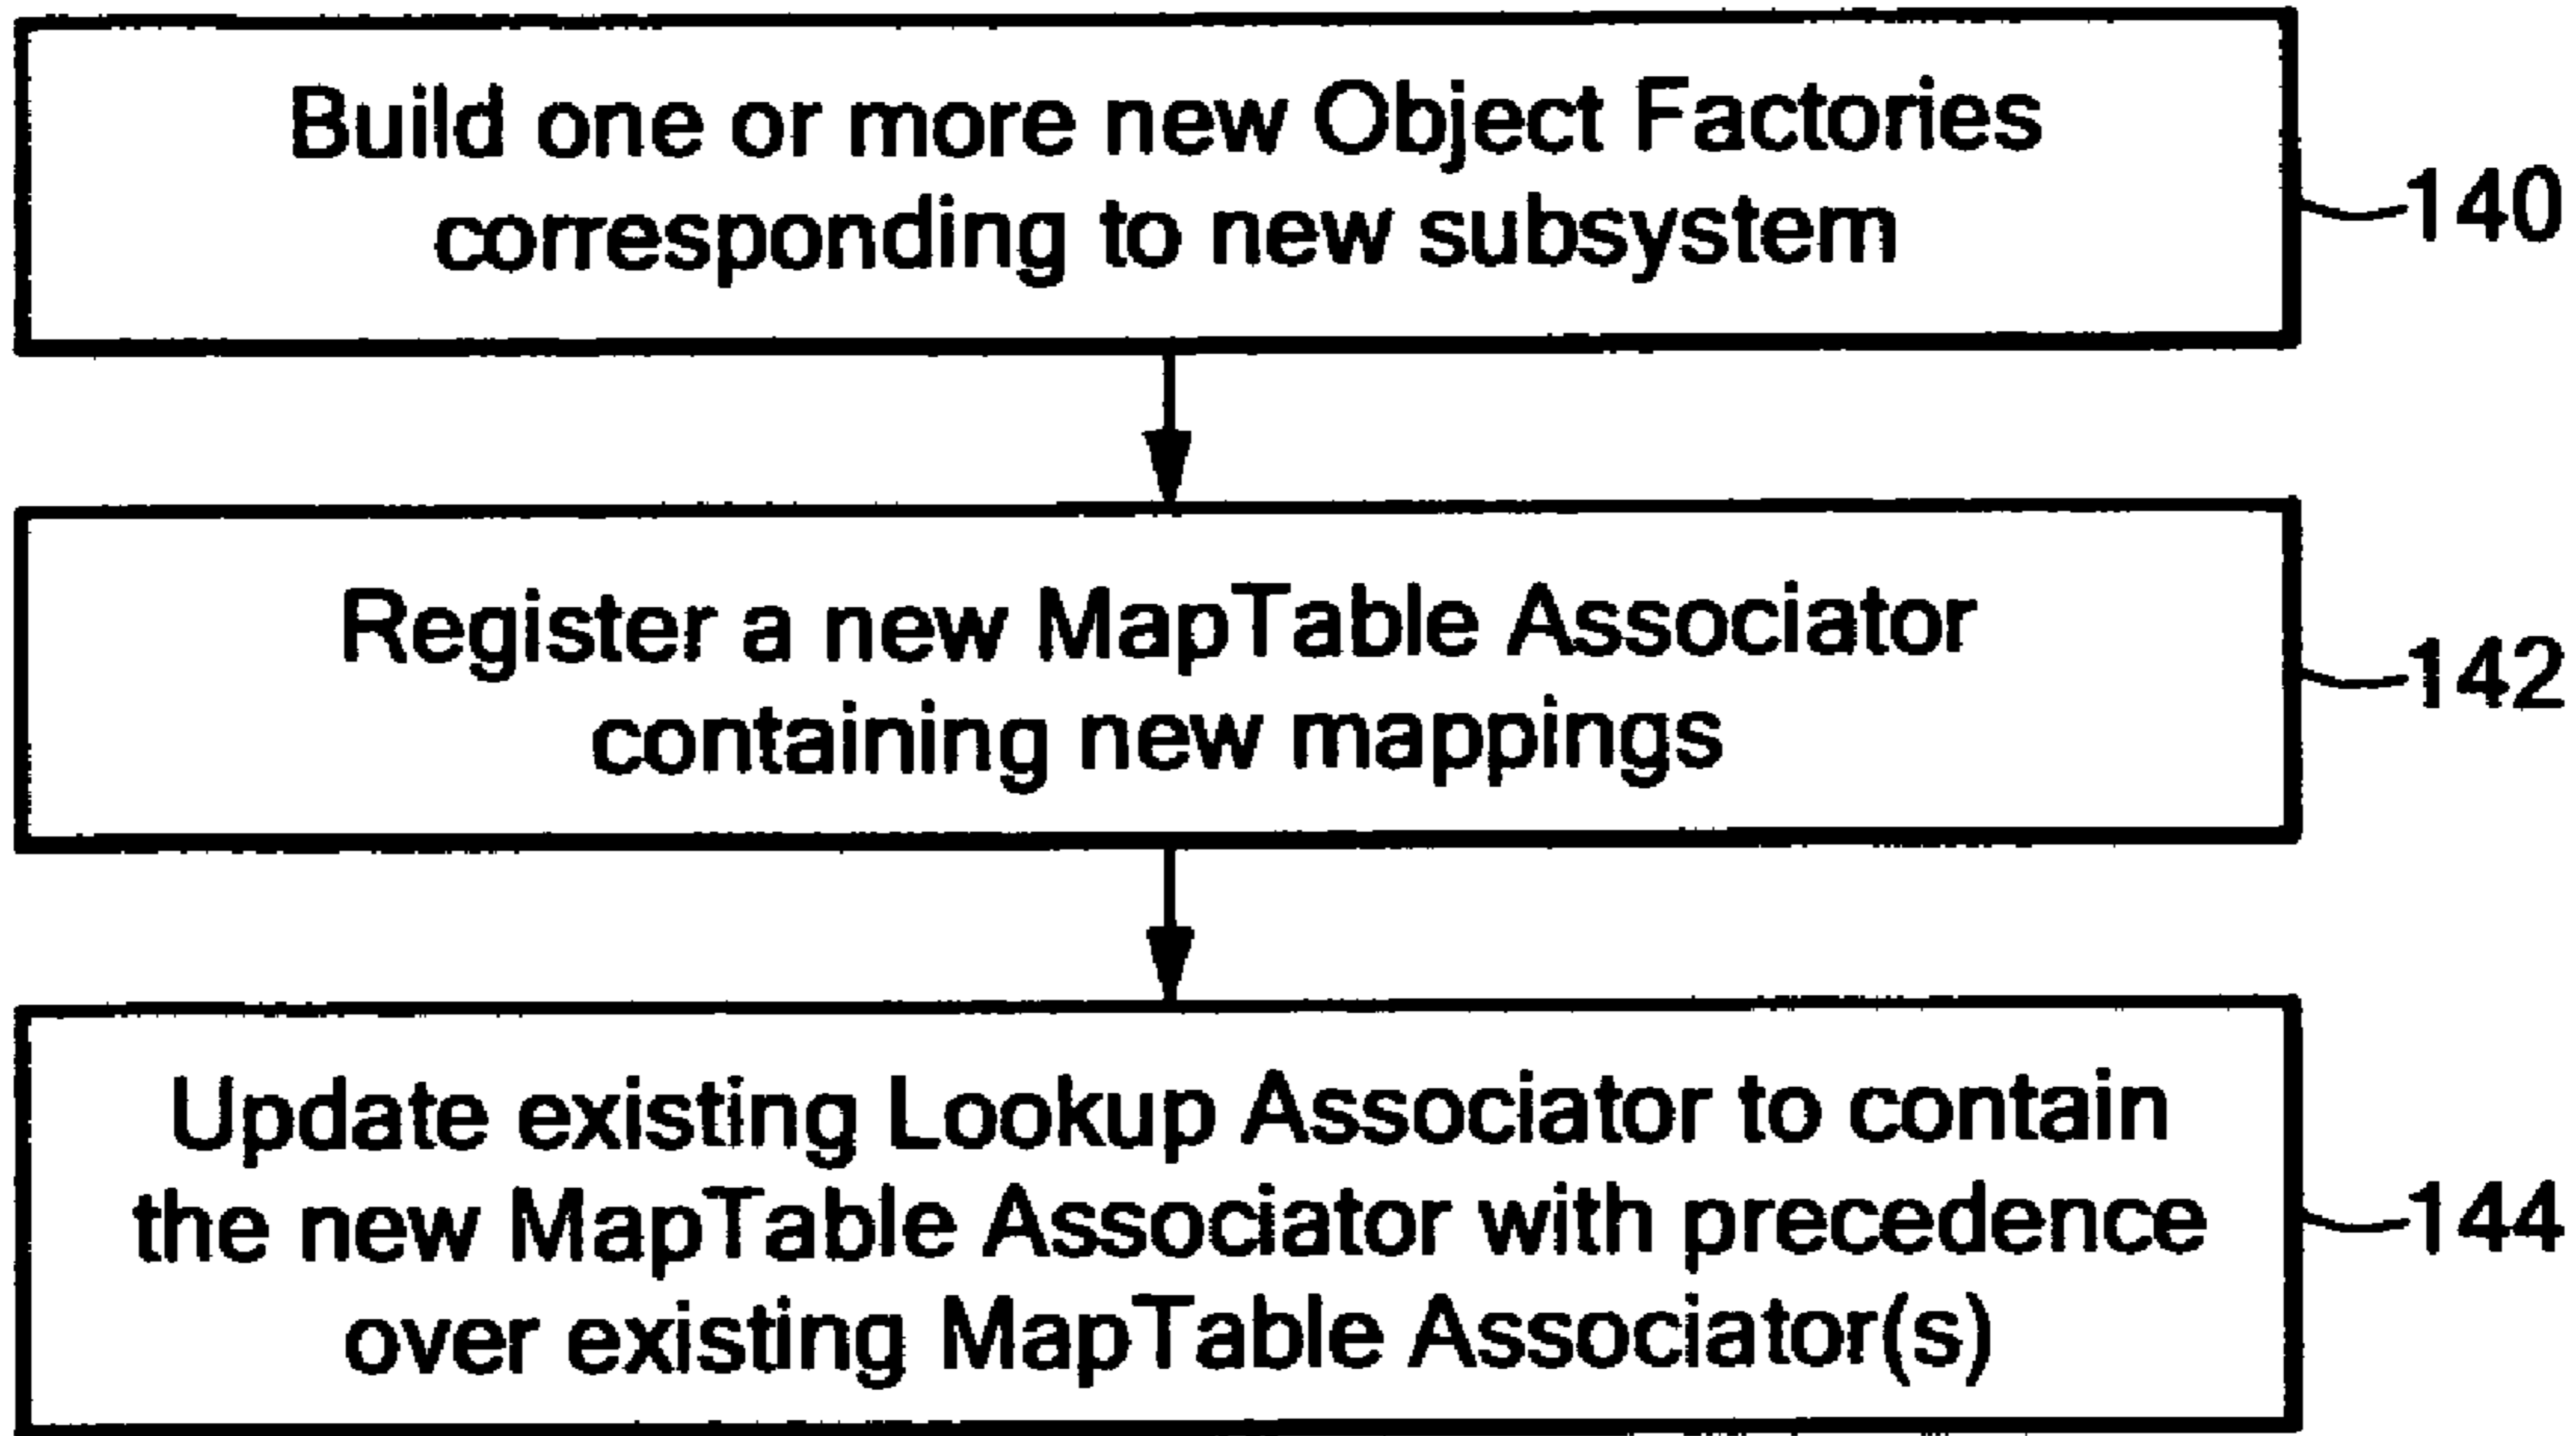 Build one or more new Object Factories
corresponding to new subsystem
140
Register a new MapTable Associator
containing new mappings
142
Update existing Lookup Associator to contain
the new MapTable Associator with precedence
over existing MapTable Associator(s)
144